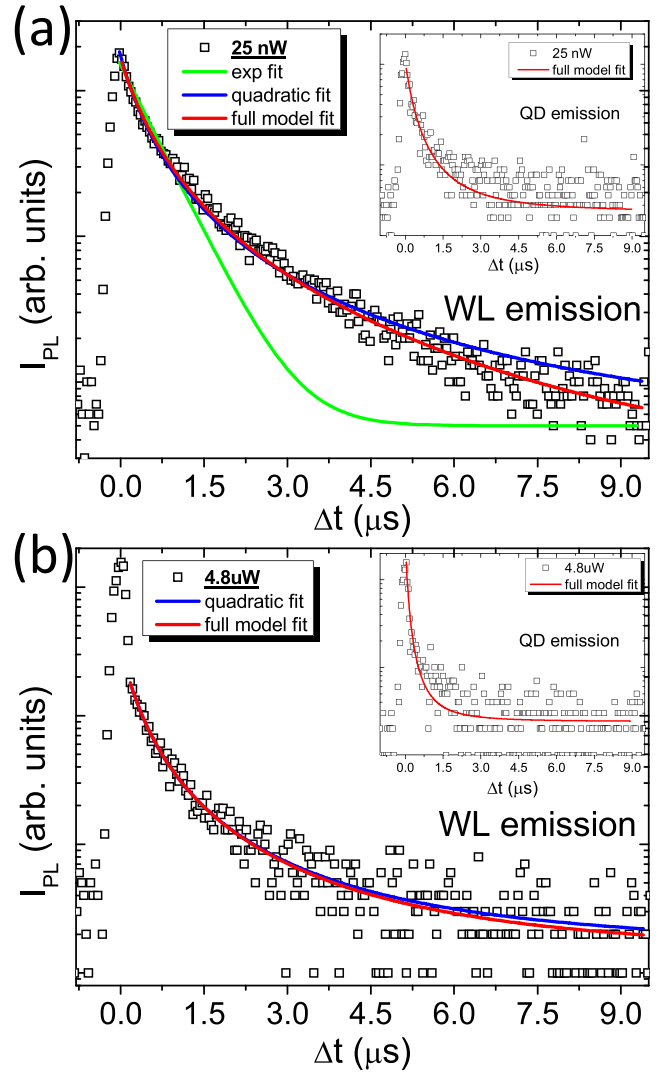 (a)
25 nW
exp fit
quadratic fit
full model fit
25 nW
full model fit
QD emission
0.0 1.5 3.0 4.5 6.0 7.5 9.0
Δt (μs)
WL emission
I_PL (arb. units)
0.0 1.5 3.0 4.5 6.0 7.5 9.0
Δt (μs)
(b)
4.8uW
quadratic fit
full model fit
4.8uW
full model fit
QD emission
0.0 1.5 3.0 4.5 6.0 7.5 9.0
Δt (μs)
WL emission
I_PL (arb. units)
0.0 1.5 3.0 4.5 6.0 7.5 9.0
Δt (μs)